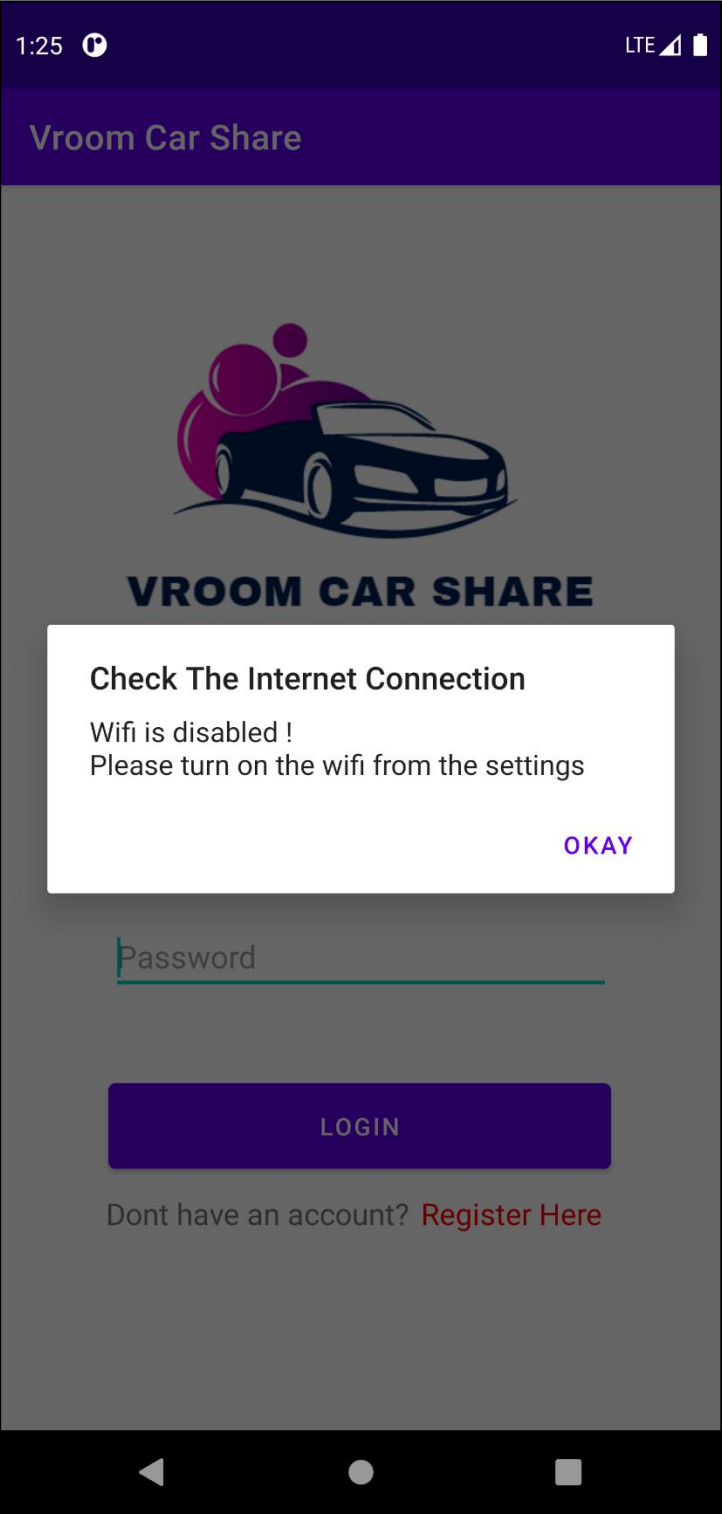 1:25 LTE
Vroom Car Share
VROOM CAR SHARE
Check The Internet Connection
Wifi is disabled !
Please turn on the wifi from the settings
OKAY
Password
LOGIN
Dont have an account? Register Here